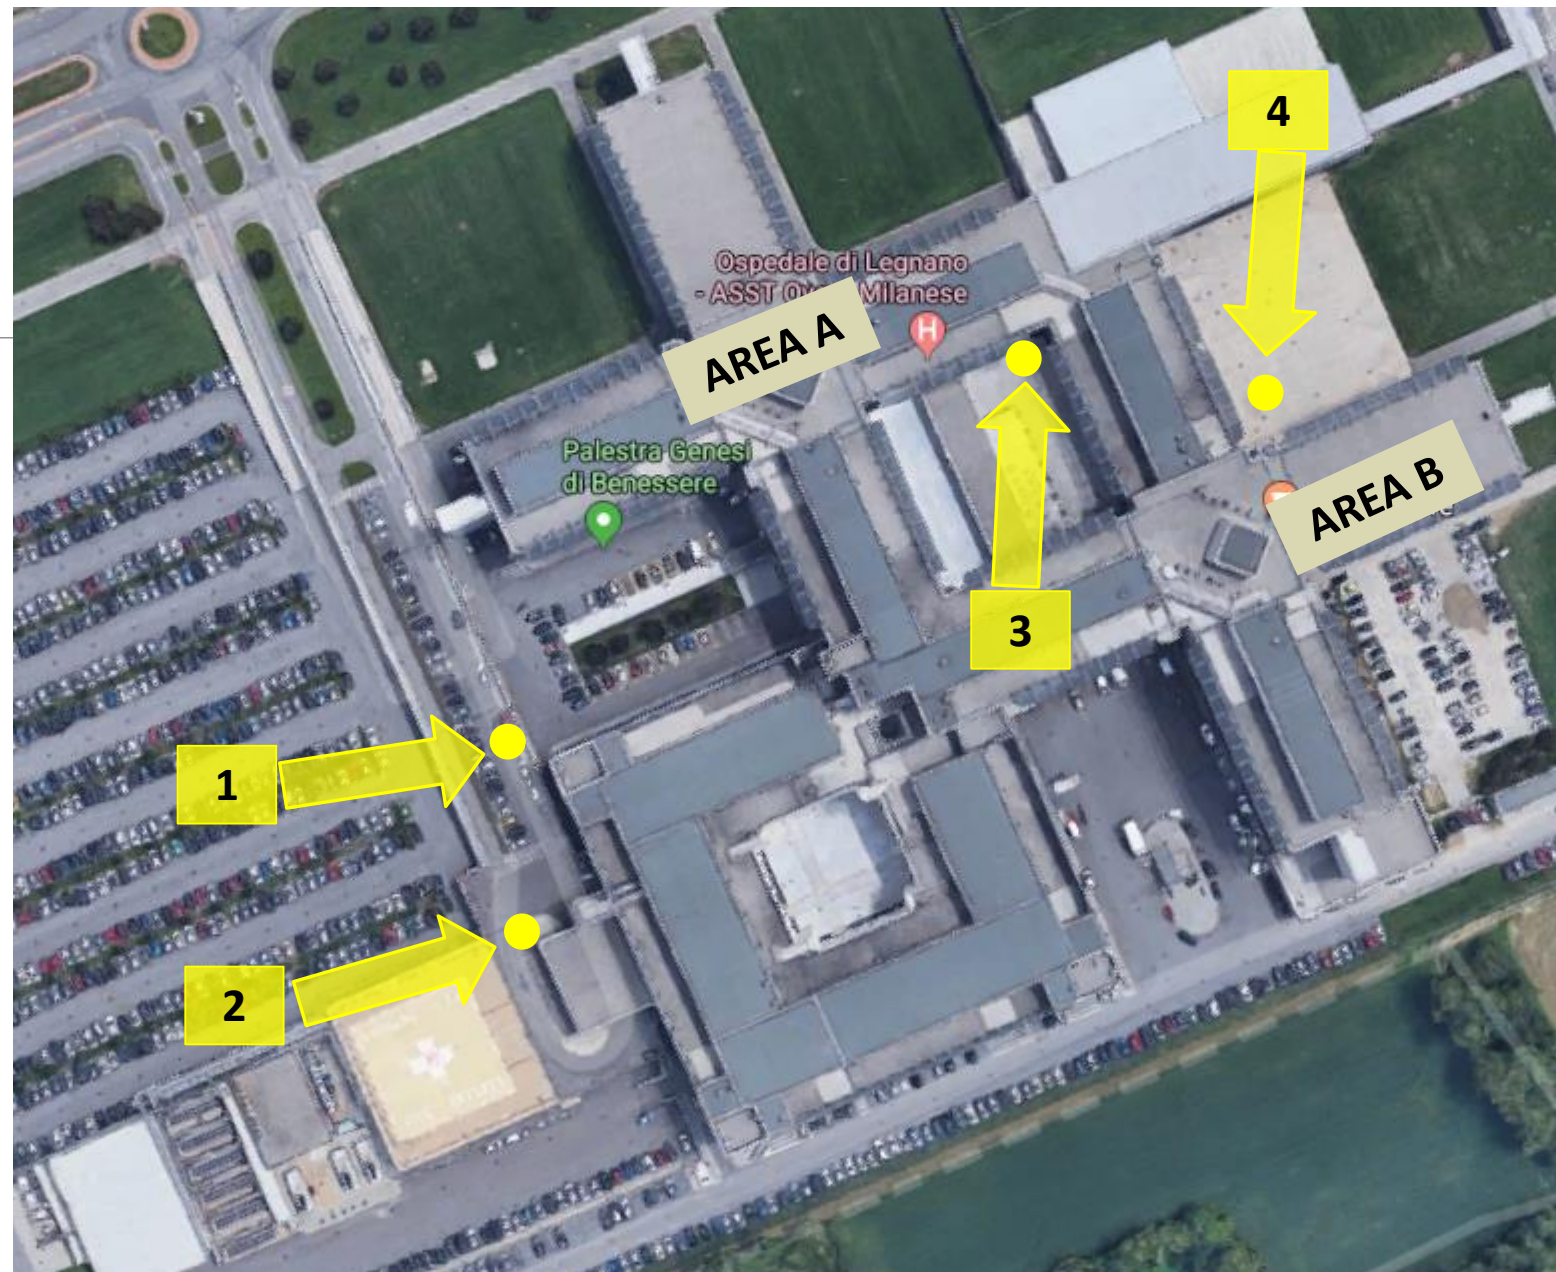 4
Ospedale di Legnano
- ASST Milanese
AREA A
Palestra Genesi
di Benessere
H
AREA B
3
1
2